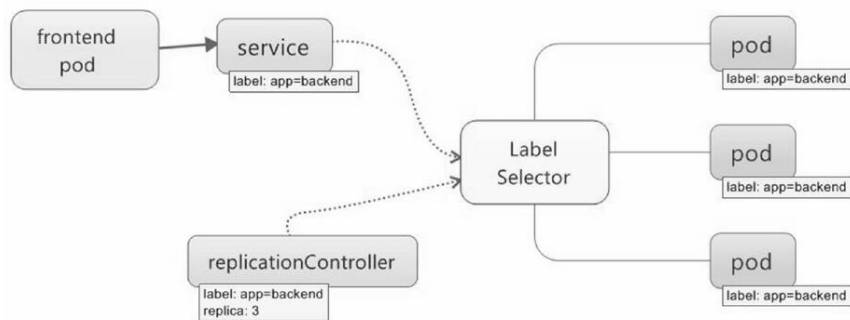 frontend
pod
service
label: app=backend
pod
label: app=backend
Label
Selector
pod
label: app=backend
replicationController
label: app=backend
replica: 3
pod
label: app=backend